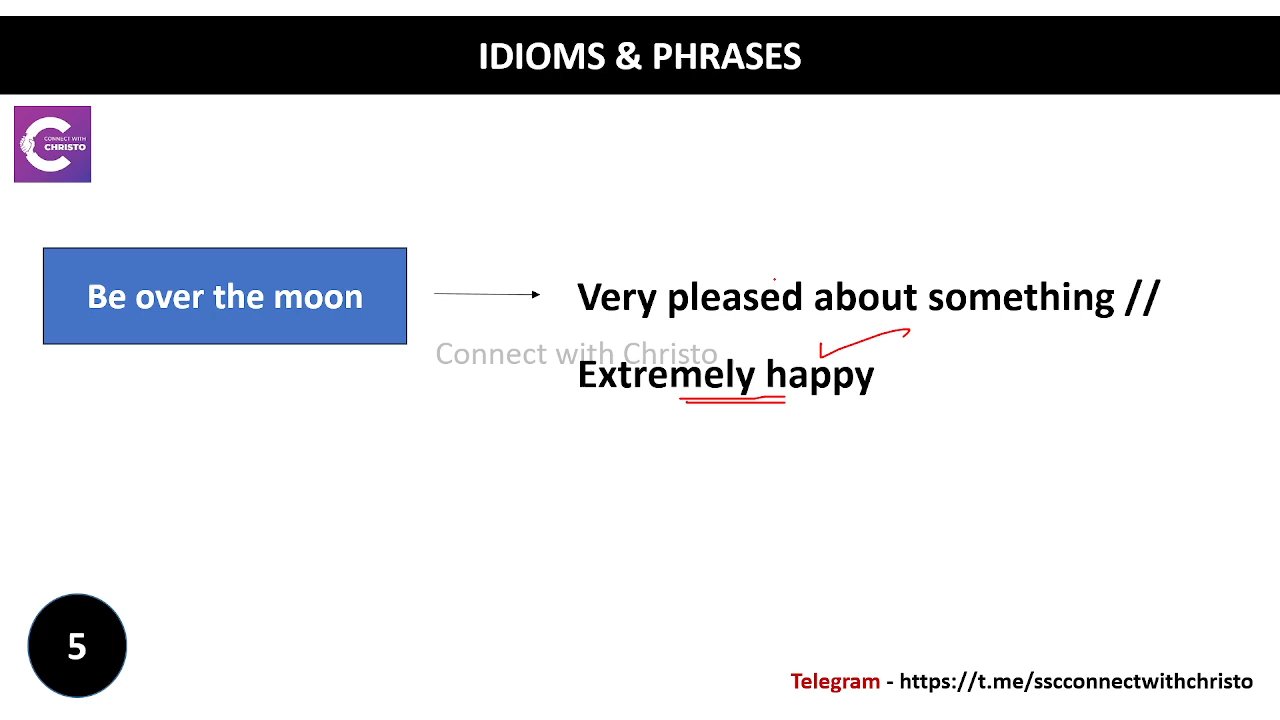 IDIOMS & PHRASES
CONNECT WITH
CHRISTO
Be over the moon
Very pleased about something //
Connect with Christo
Extremely happy
5
Telegram - https://t.me/sscconnectwithchristo